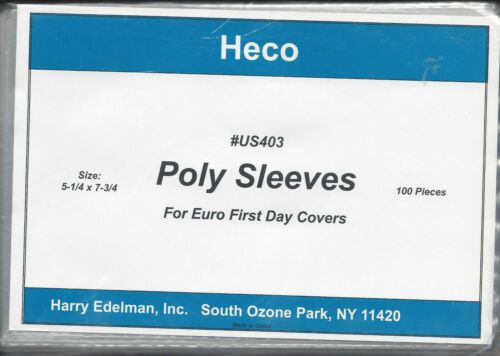 Heco
#US403
Size:
5-1/4 x 7-3/4
Poly Sleeves
100 Pieces
For Euro First Day Covers
Harry Edelman, Inc. South Ozone Park, NY 11420
Made in China